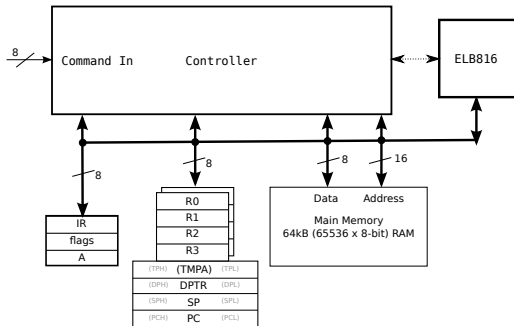 8
Command In Controller
ELB816
8
8
8
16
IR
flags
A
R0
R1
R2
R3
(TPH) (TMPA) (TPL)
(DPH) DPTR (DPL)
(SPH) SP (SPL)
(PCH) PC (PCL)
Data Address
Main Memory
64kB (65536 x 8-bit) RAM